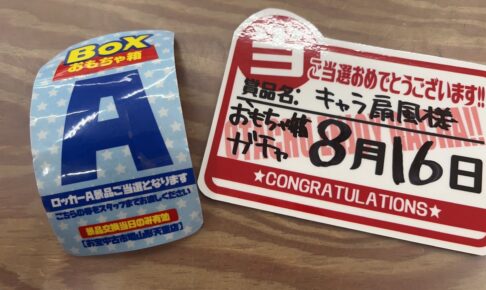 BOX
おもちゃ箱
A
ロッカーA景品ご当選となります
こちらの巻をスタッフまでお渡しください
景品交換当日のみ有効
当
ご当選おめでとうございます!!
賞品名: キャラ扇風様
おもちゃ箱
ガチャ
8月16日
★CONGRATULATIONS★